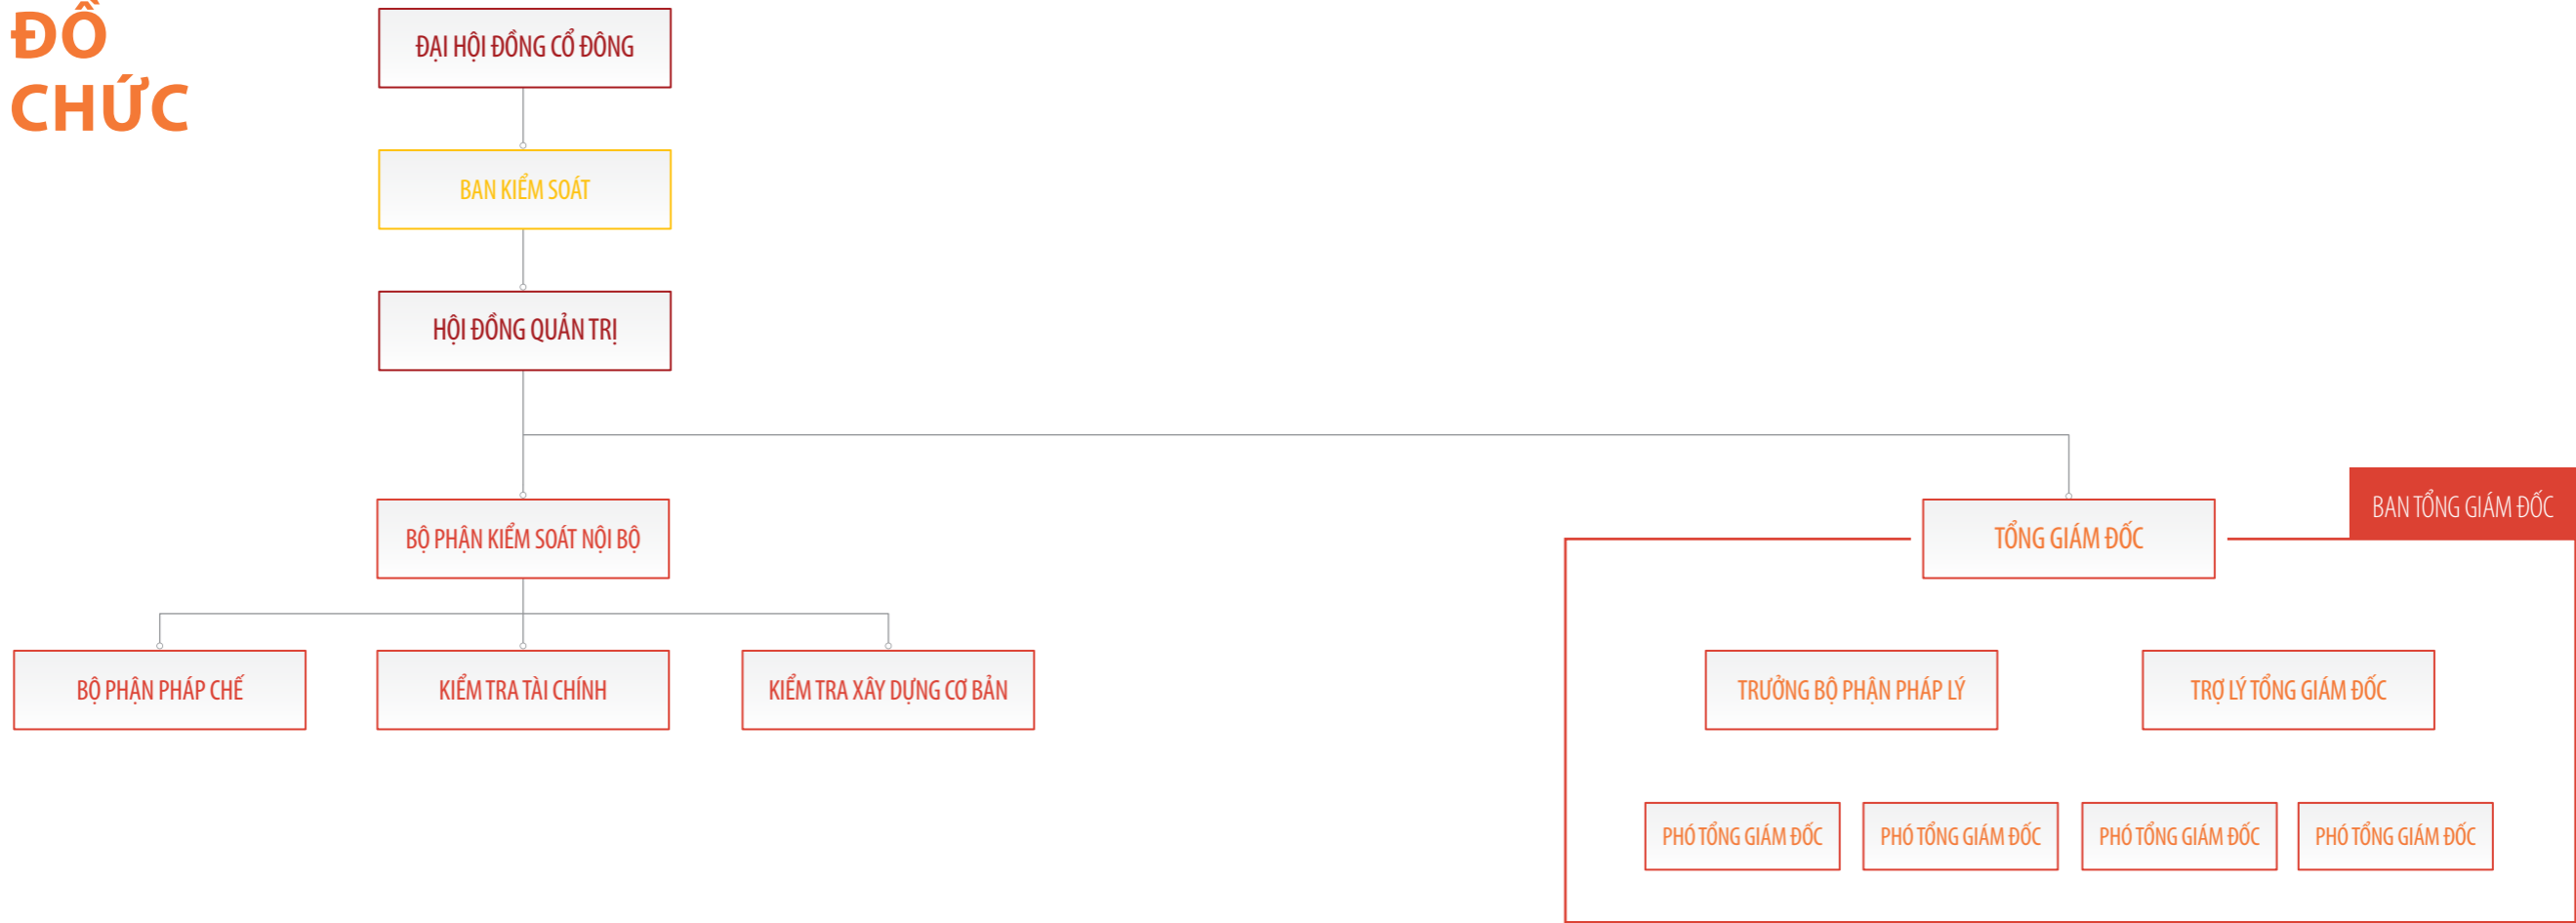 ĐỒ
CHỨC
ĐẠI HỘI ĐỒNG CỔ ĐÔNG
BAN KIỂM SOÁT
HỘI ĐỒNG QUẢN TRỊ
BAN TỔNG GIÁM ĐỐC
BỘ PHẬN KIỂM SOÁT NỘI BỘ
TỔNG GIÁM ĐỐC
BỘ PHẬN PHÁP CHẾ
KIỂM TRA TÀI CHÍNH
KIỂM TRA XÂY DỰNG CƠ BẢN
TRƯỞNG BỘ PHẬN PHÁP LÝ
TRỢ LÝ TỔNG GIÁM ĐỐC
PHÓ TỔNG GIÁM ĐỐC
PHÓ TỔNG GIÁM ĐỐC
PHÓ TỔNG GIÁM ĐỐC
PHÓ TỔNG GIÁM ĐỐC